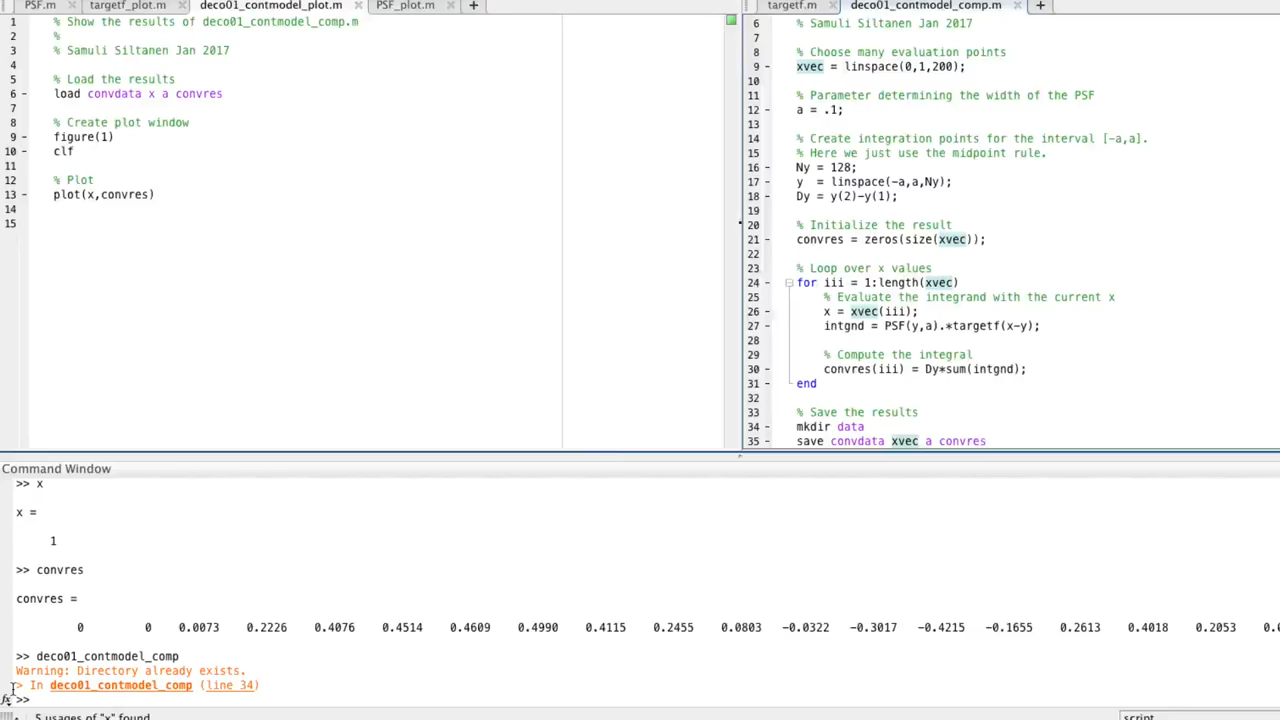 PSF.m × targetf_plot.m × deco01_contmodel_plot.m × PSF_plot.m × +
1 % Show the results of deco01_contmodel_plot.m
2 %
3 % Samuli Siltanen Jan 2017
4
5 % Load the results
6 - load convdata x a convres
7
8 % Create plot window
9 - figure(1)
10 - clf
11
12 % Plot
13 - plot(x,convres)
14
15
targetf.m × deco01_contmodel_comp.m × +
6 % Samuli Siltanen Jan 2017
7
8 % Choose many evaluation points
9 - xvec = linspace(0,1,200);
10
11 % Parameter determining the width of the PSF
12 - a = .1;
13
14 % Create integration points for the interval [-a,a].
15 % Here we just use the midpoint rule.
16 - Ny = 128;
17 - y = linspace(-a,a,Ny);
18 - Dy = y(2)-y(1);
19
20 % Initialize the result
21 - convres = zeros(size(xvec));
22
23 % Loop over x values
24 - for iii = 1:length(xvec)
25 % Evaluate the integrand with the current x
26 - x = xvec(iii);
27 - intgnd = PSF(y,a).*targetf(x-y);
28
29 % Compute the integral
30 - convres(iii) = Dy*sum(intgnd);
31 - end
32
33 % Save the results
34 - mkdir data
35 - save convdata xvec a convres
Command Window
>> x
x =
1
>> convres
convres =
0 0 0.0073 0.2226 0.4076 0.4514 0.4609 0.4990 0.4115 0.2455 0.0803 -0.0322 -0.3017 -0.4215 -0.1655 0.2613 0.4018 0.2053 0.0
>> deco01_contmodel_comp
Warning: Directory already exists.
> In deco01_contmodel_comp (line 34)
fx >>
5 usages of "x" found
script